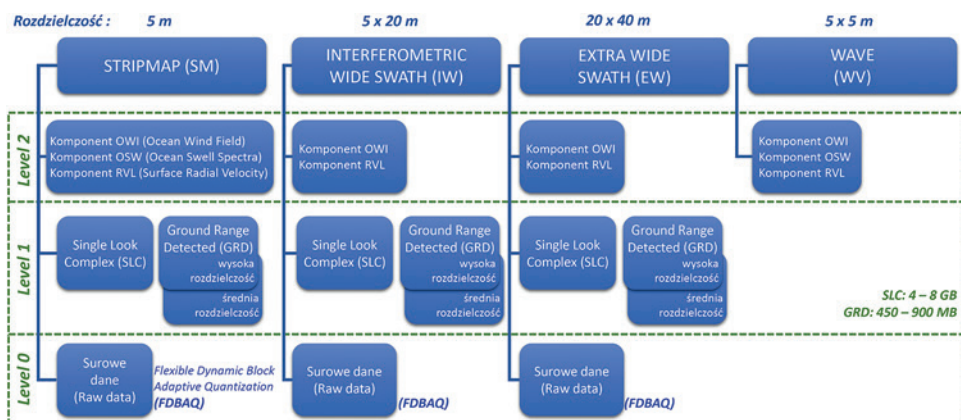 Rozdzielczość :
5 m
5 x 20 m
20 x 40 m
5 x 5 m
STRIPMAP (SM)
INTERFEROMETRIC
WIDE SWATH (IW)
EXTRA WIDE
SWATH (EW)
WAVE
(WV)
Level 2
Komponent OWI (Ocean Wind Field)
Komponent OSW (Ocean Swell Spectra)
Komponent RVL (Surface Radial Velocity)
Komponent OWI
Komponent RVL
Komponent OWI
Komponent RVL
Komponent OWI
Komponent OSW
Komponent RVL
Level 1
Single Look
Complex (SLC)
Ground Range
Detected (GRD)
wysoka
rozdzielczość
średnia
rozdzielczość
Single Look
Complex (SLC)
Ground Range
Detected (GRD)
wysoka
rozdzielczość
średnia
rozdzielczość
Single Look
Complex (SLC)
Ground Range
Detected (GRD)
wysoka
rozdzielczość
średnia
rozdzielczość
SLC: 4 – 8 GB
GRD: 450 – 900 MB
Level 0
Surowe
dane
(Raw data)
Flexible Dynamic Block
Adaptive Quantization
(FDBAQ)
Surowe dane
(Raw data)
(FDBAQ)
Surowe dane
(Raw data)
(FDBAQ)